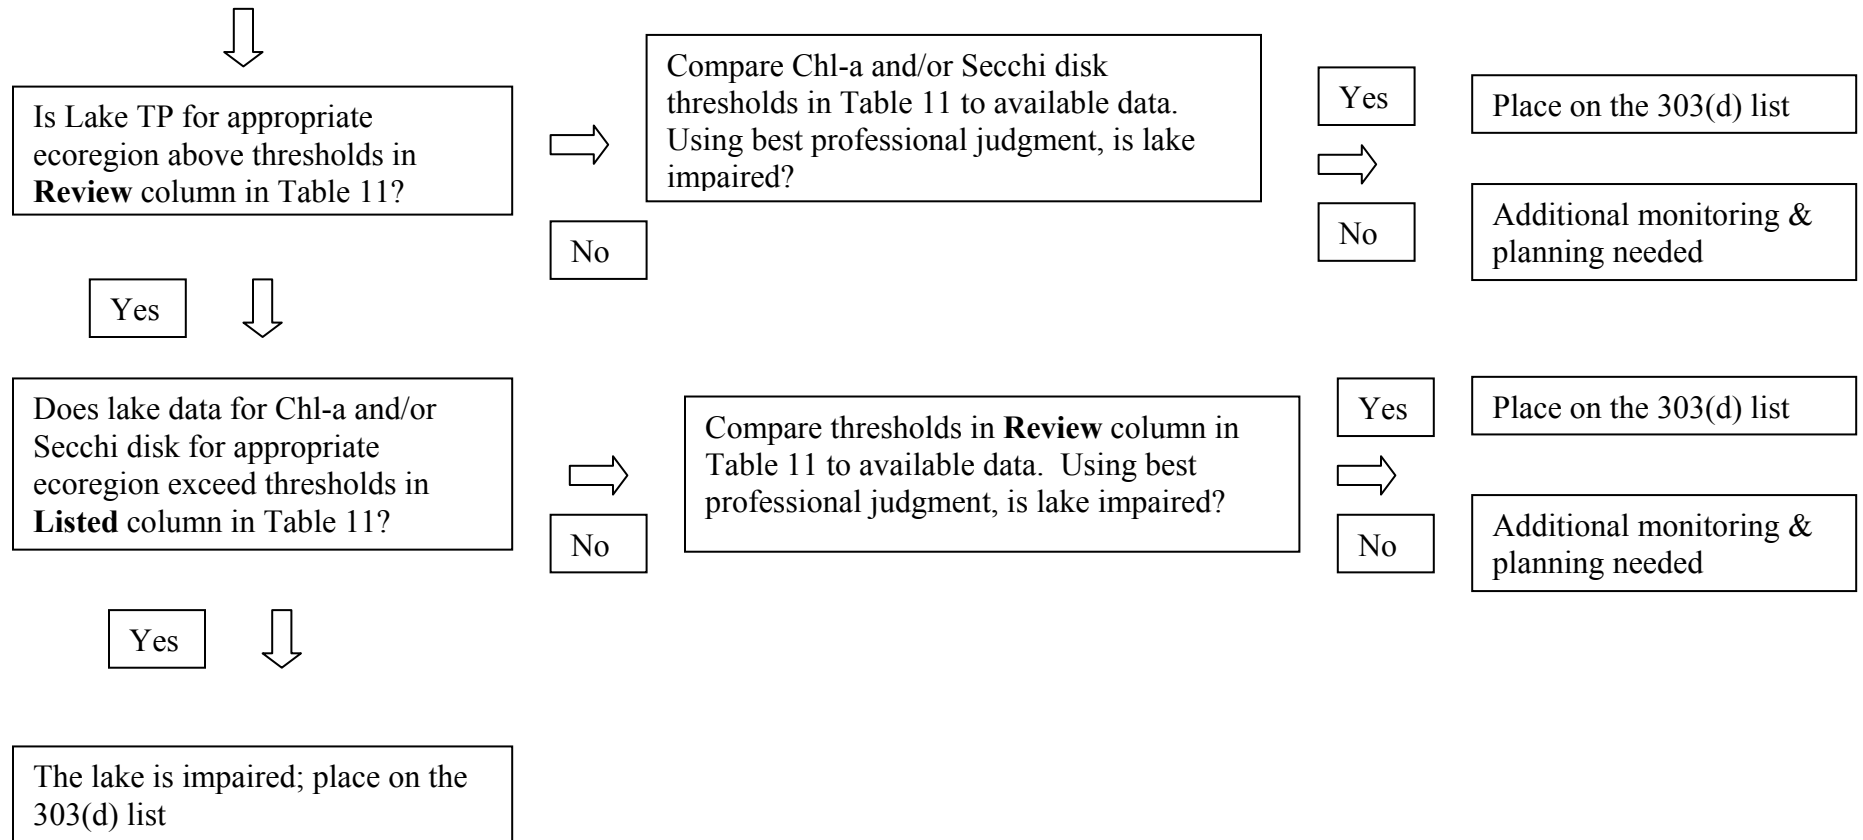 Is Lake TP for appropriate
ecoregion above thresholds in
Review column in Table 11?
No
Compare Chl-a and/or Secchi disk
thresholds in Table 11 to available data.
Using best professional judgment, is lake
impaired?
Yes
Place on the 303(d) list
No
Additional monitoring &
planning needed
Yes
Does lake data for Chl-a and/or
Secchi disk for appropriate
ecoregion exceed thresholds in
Listed column in Table 11?
No
Compare thresholds in Review column in
Table 11 to available data.  Using best
professional judgment, is lake impaired?
Yes
Place on the 303(d) list
No
Additional monitoring &
planning needed
Yes
The lake is impaired; place on the
303(d) list